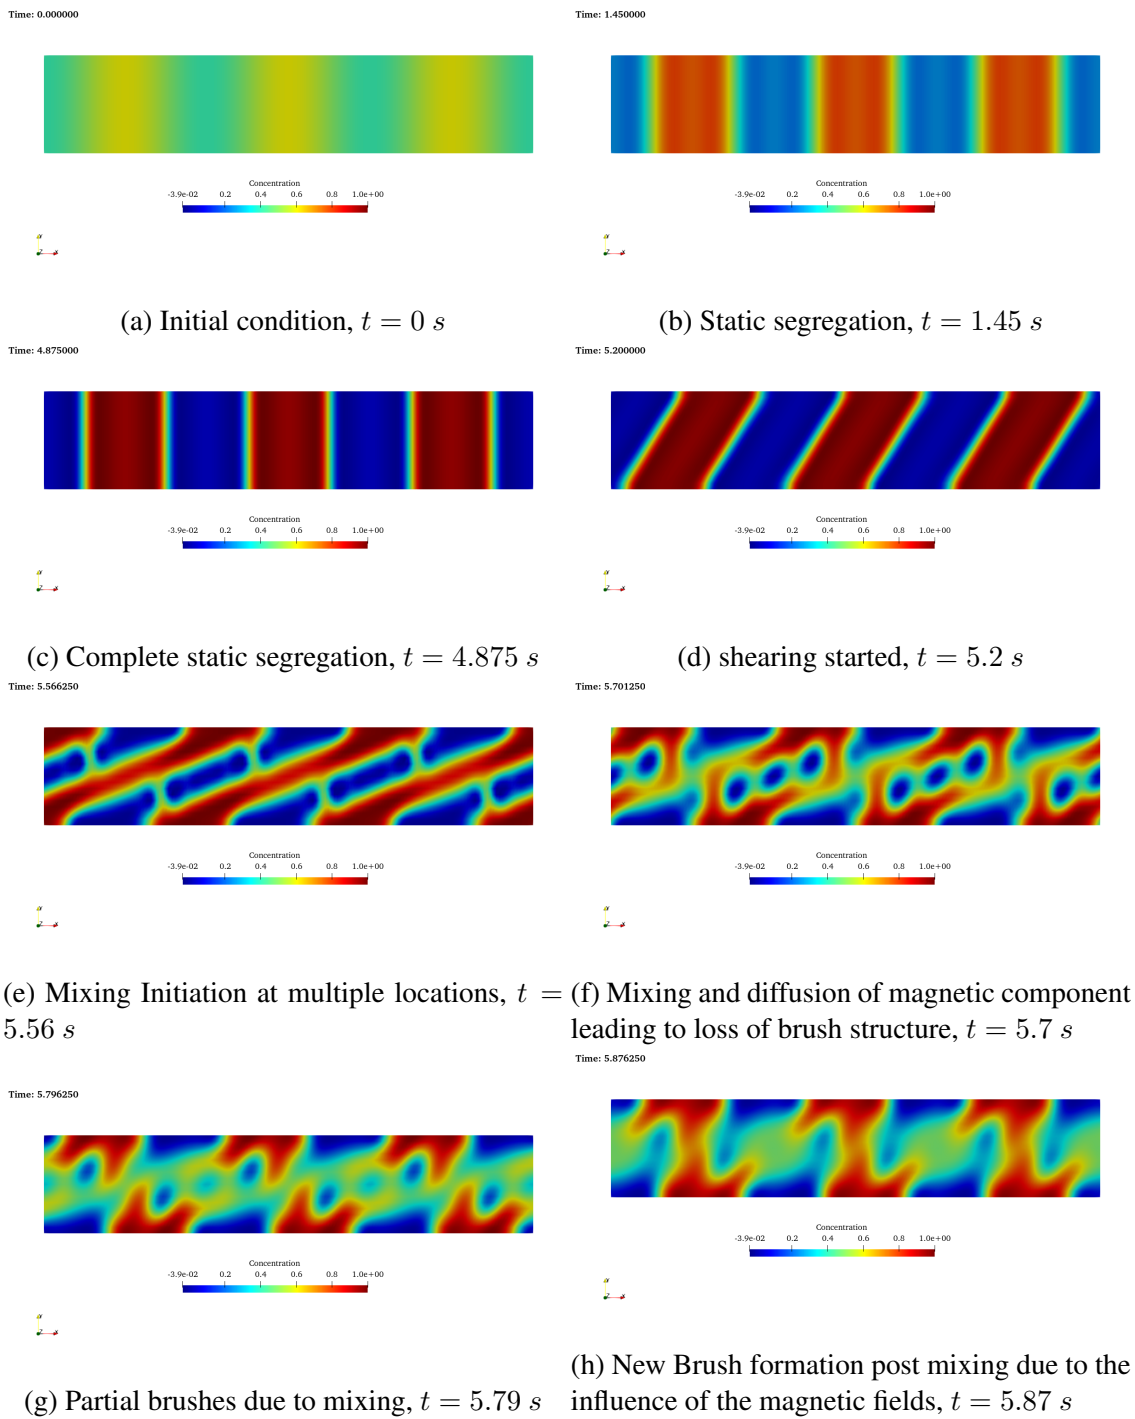 Time: 0.000000
Concentration
-3.9e-02 0.2 0.4 0.6 0.8 1.0e+00
Y
Z X
(a) Initial condition, t = 0 s
Time: 1.450000
Concentration
-3.9e-02 0.2 0.4 0.6 0.8 1.0e+00
Y
Z X
(b) Static segregation, t = 1.45 s
Time: 4.875000
Concentration
-3.9e-02 0.2 0.4 0.6 0.8 1.0e+00
Y
Z X
(c) Complete static segregation, t = 4.875 s
Time: 5.200000
Concentration
-3.9e-02 0.2 0.4 0.6 0.8 1.0e+00
Y
Z X
(d) shearing started, t = 5.2 s
Time: 5.566250
Concentration
-3.9e-02 0.2 0.4 0.6 0.8 1.0e+00
Y
Z X
(e) Mixing Initiation at multiple locations, t =
5.56 s
Time: 5.701250
Concentration
-3.9e-02 0.2 0.4 0.6 0.8 1.0e+00
Y
Z X
(f) Mixing and diffusion of magnetic component
leading to loss of brush structure, t = 5.7 s
Time: 5.796250
Concentration
-3.9e-02 0.2 0.4 0.6 0.8 1.0e+00
Y
Z X
(g) Partial brushes due to mixing, t = 5.79 s
Time: 5.876250
Concentration
-3.9e-02 0.2 0.4 0.6 0.8 1.0e+00
Y
Z X
(h) New Brush formation post mixing due to the
influence of the magnetic fields, t = 5.87 s